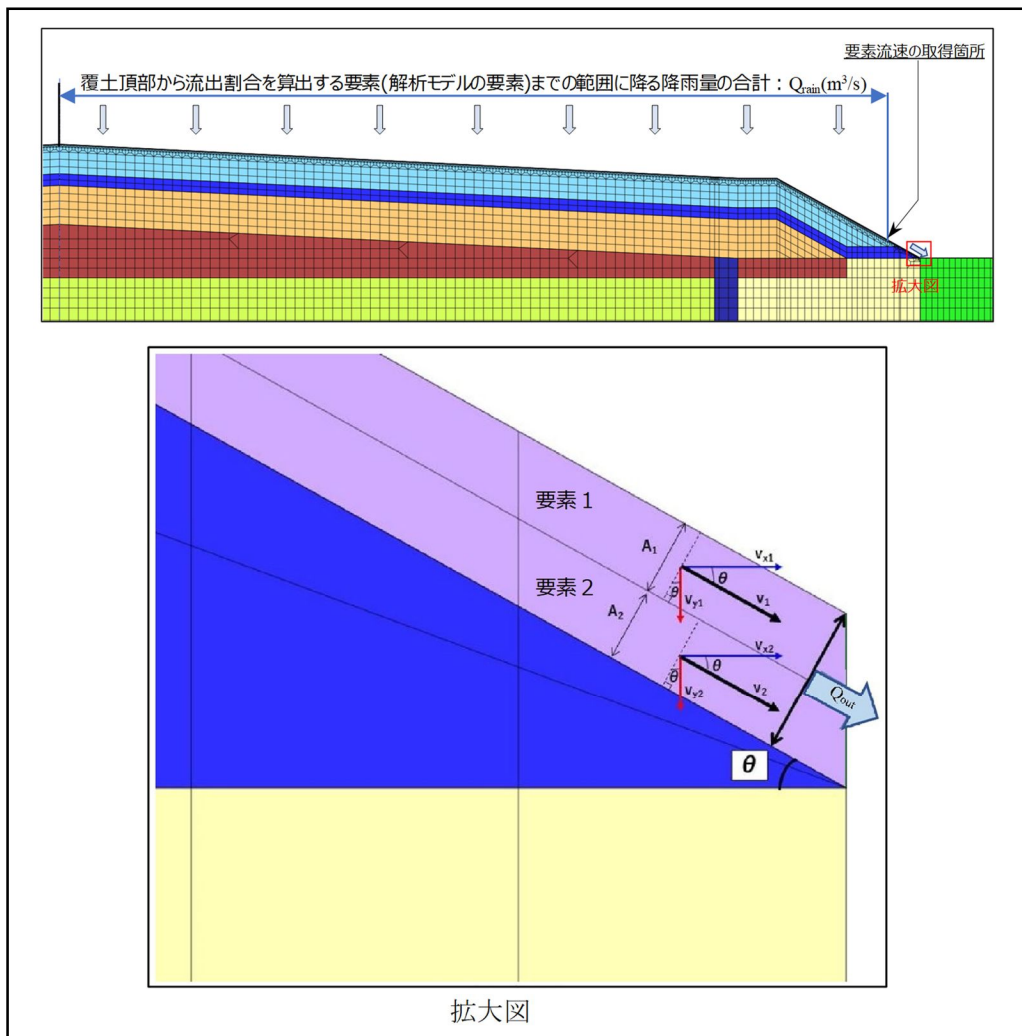 要素流速の取得箇所
覆土頂部から流出割合を算出する要素(解析モデルの要素)までの範囲に降る降雨量の合計：Qrain(m³/s)
拡大図
要素１
A₁
vx1
θ
θ
vy1
v₁
要素２
A₂
vx2
θ
θ
vy2
v₂
Qout
θ
拡大図